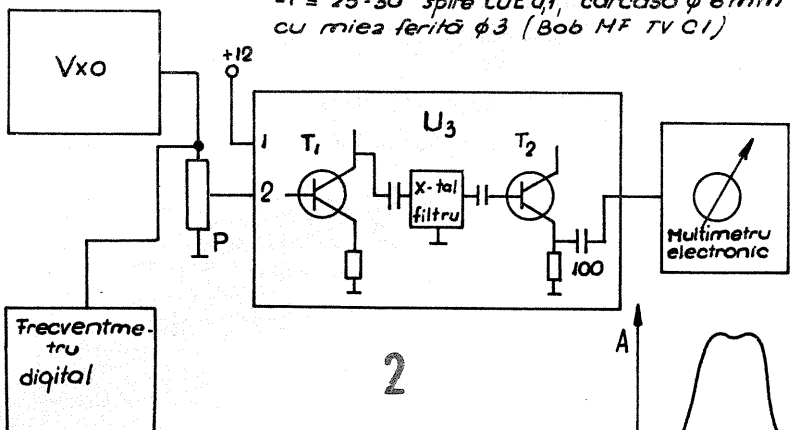 cu miez ferită φ3 (Bob MF TV CI)
Vxo
+12
1
2
T₁
U₃
T₂
X-tal
filtru
P
100
Multimetru
electronic
Frecventme-
tru
digital
2
A